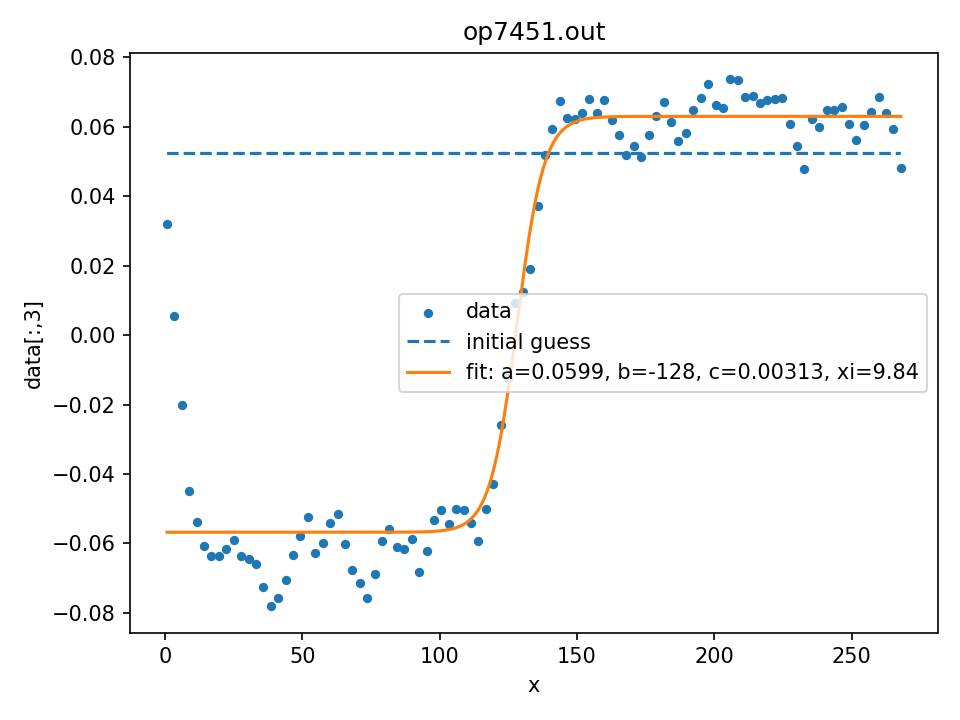 op7451.out
0.08
0.06
0.04
0.02
0.00
−0.02
−0.04
−0.06
−0.08
data[:,3]
data
initial guess
fit: a=0.0599, b=-128, c=0.00313, xi=9.84
0 50 100 150 200 250
x